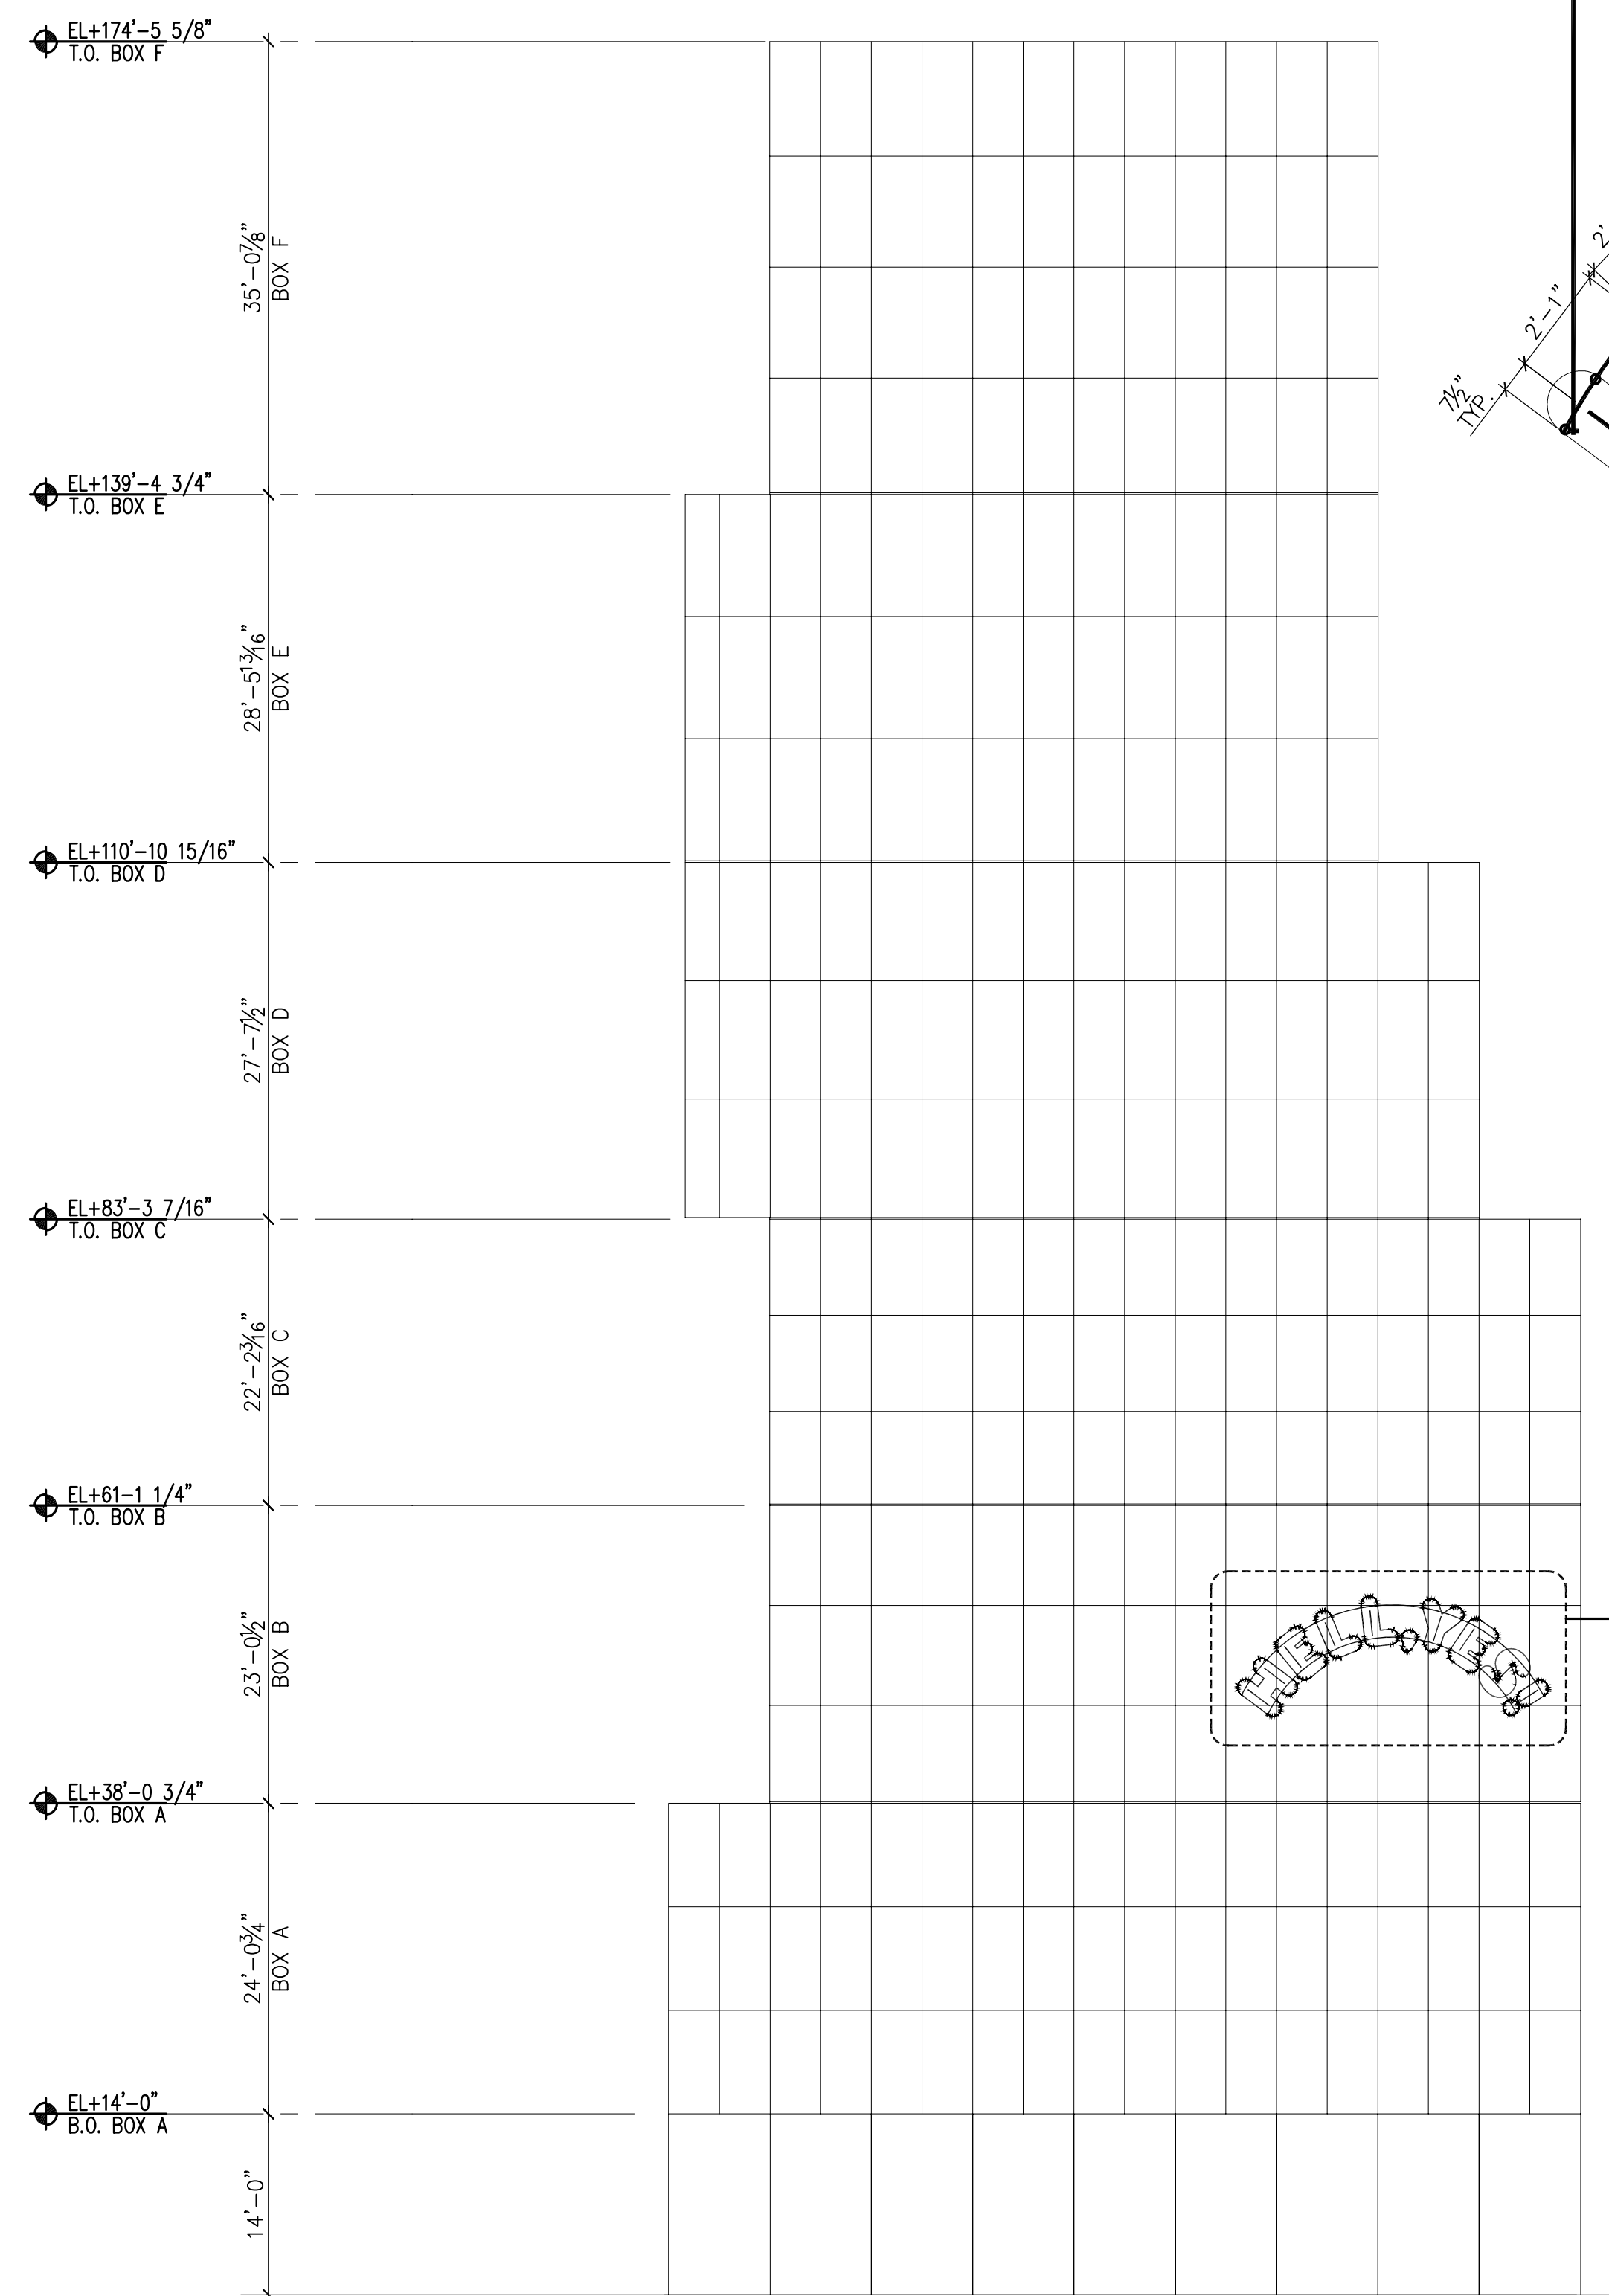 EL+174'-5 5/8"
T.O. BOX F
35'-0⅞"
BOX F
2'
2'-1"
7½"
TYP.
EL+139'-4 3/4"
T.O. BOX E
28'-5¹³⁄₁₆"
BOX E
EL+110'-10 15/16"
T.O. BOX D
27'-7½"
BOX D
EL+83'-3 7/16"
T.O. BOX C
22'-2³⁄₁₆"
BOX C
EL+61-1 1/4"
T.O. BOX B
23'-0½"
BOX B
EL+38'-0 3/4"
T.O. BOX A
24'-0¾"
BOX A
EL+14'-0"
B.O. BOX A
14'-0"